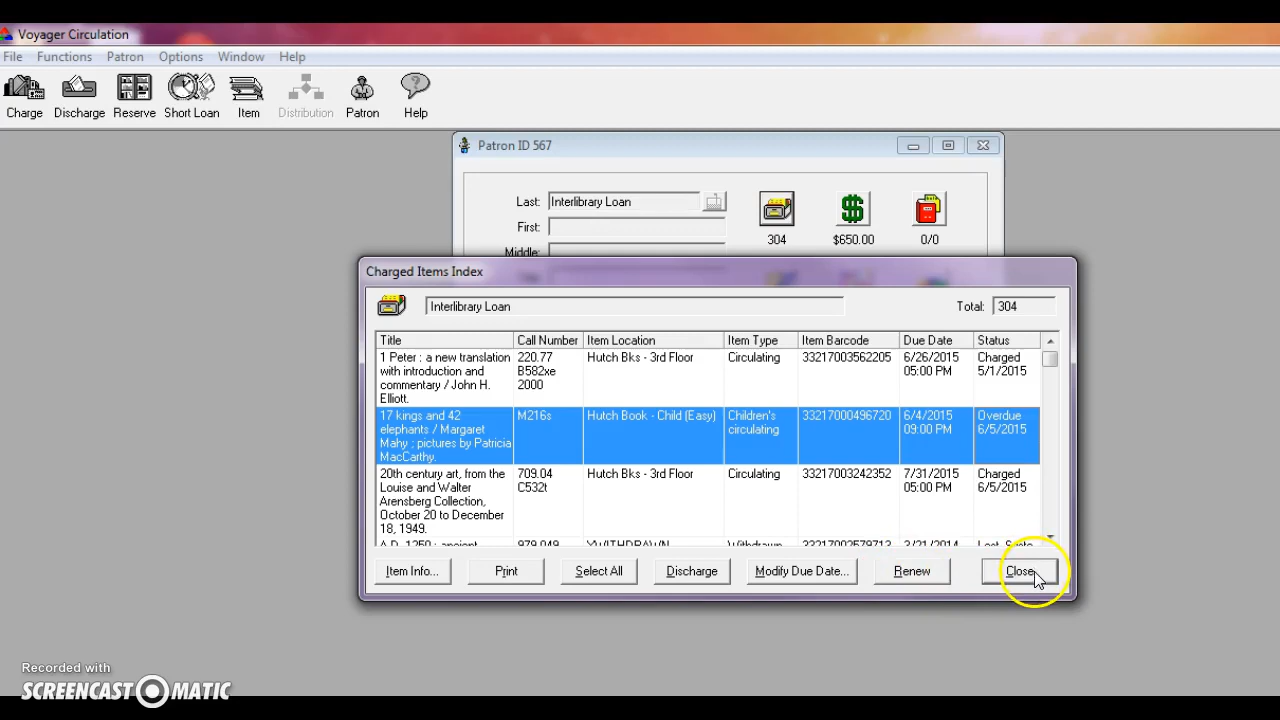 Voyager Circulation
File Functions Patron Options Window Help
Charge Discharge Reserve Short Loan Item Distribution Patron Help
Patron ID 567
Last: Interlibrary Loan
First:
304 $650.00 0/0
Middle:
Charged Items Index
Interlibrary Loan Total: 304
Title Call Number Item Location Item Type Item Barcode Due Date Status
1 Peter : a new translation 220.77 Hutch Bks - 3rd Floor Circulating 33217003562205 6/26/2015 Charged
with introduction and B582xe 05:00 PM 5/1/2015
commentary / John H. 2000
Elliott.
17 kings and 42 M216s Hutch Book - Child (Easy) Children's 33217000496720 6/4/2015 Overdue
elephants / Margaret circulating 09:00 PM 6/5/2015
Mahy ; pictures by Patricia
MacCarthy.
20th century art, from the 709.04 Hutch Bks - 3rd Floor Circulating 33217003242352 7/31/2015 Charged
Louise and Walter C532t 05:00 PM 6/5/2015
Arensberg Collection,
October 20 to December
18, 1949.
A.D. 1250 : ancient 979.049 33217002579713 3/21/2014
Item Info... Print Select All Discharge Modify Due Date... Renew Close
Recorded with
SCREENCAST MATIC